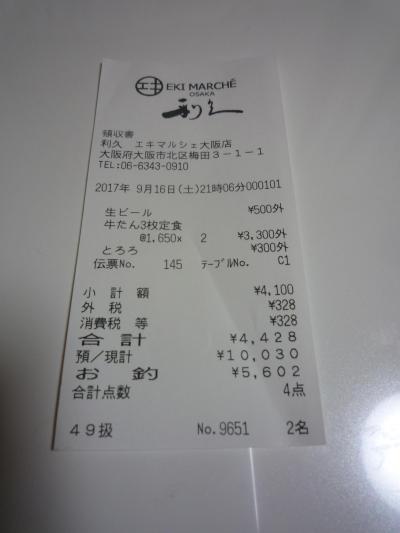 エキ EKI MARCHÉ
OSAKA
利久
領収書
利久 エキマルシェ大阪店
大阪府大阪市北区梅田3-1-1
TEL:06-6343-0910
2017年 9月16日(土)21時06分000101
生ビール ¥500外
牛たん3枚定食
@1,650× 2 ¥3,300外
とろろ ¥300外
伝票No. 145 テーブルNo. C1
小計額 ¥4,100
外税 ¥328
消費税等 ¥328
合計 ¥4,428
預/現計 ¥10,030
お釣 ¥5,602
合計点数 4点
49扱 No.9651 2名